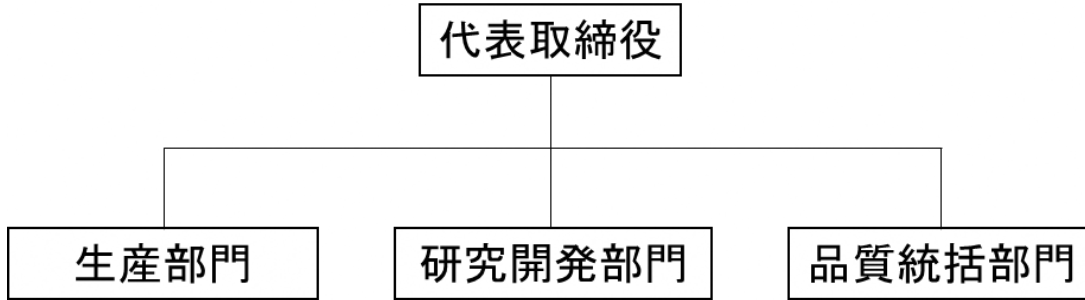 代表取締役
生産部門
研究開発部門
品質統括部門